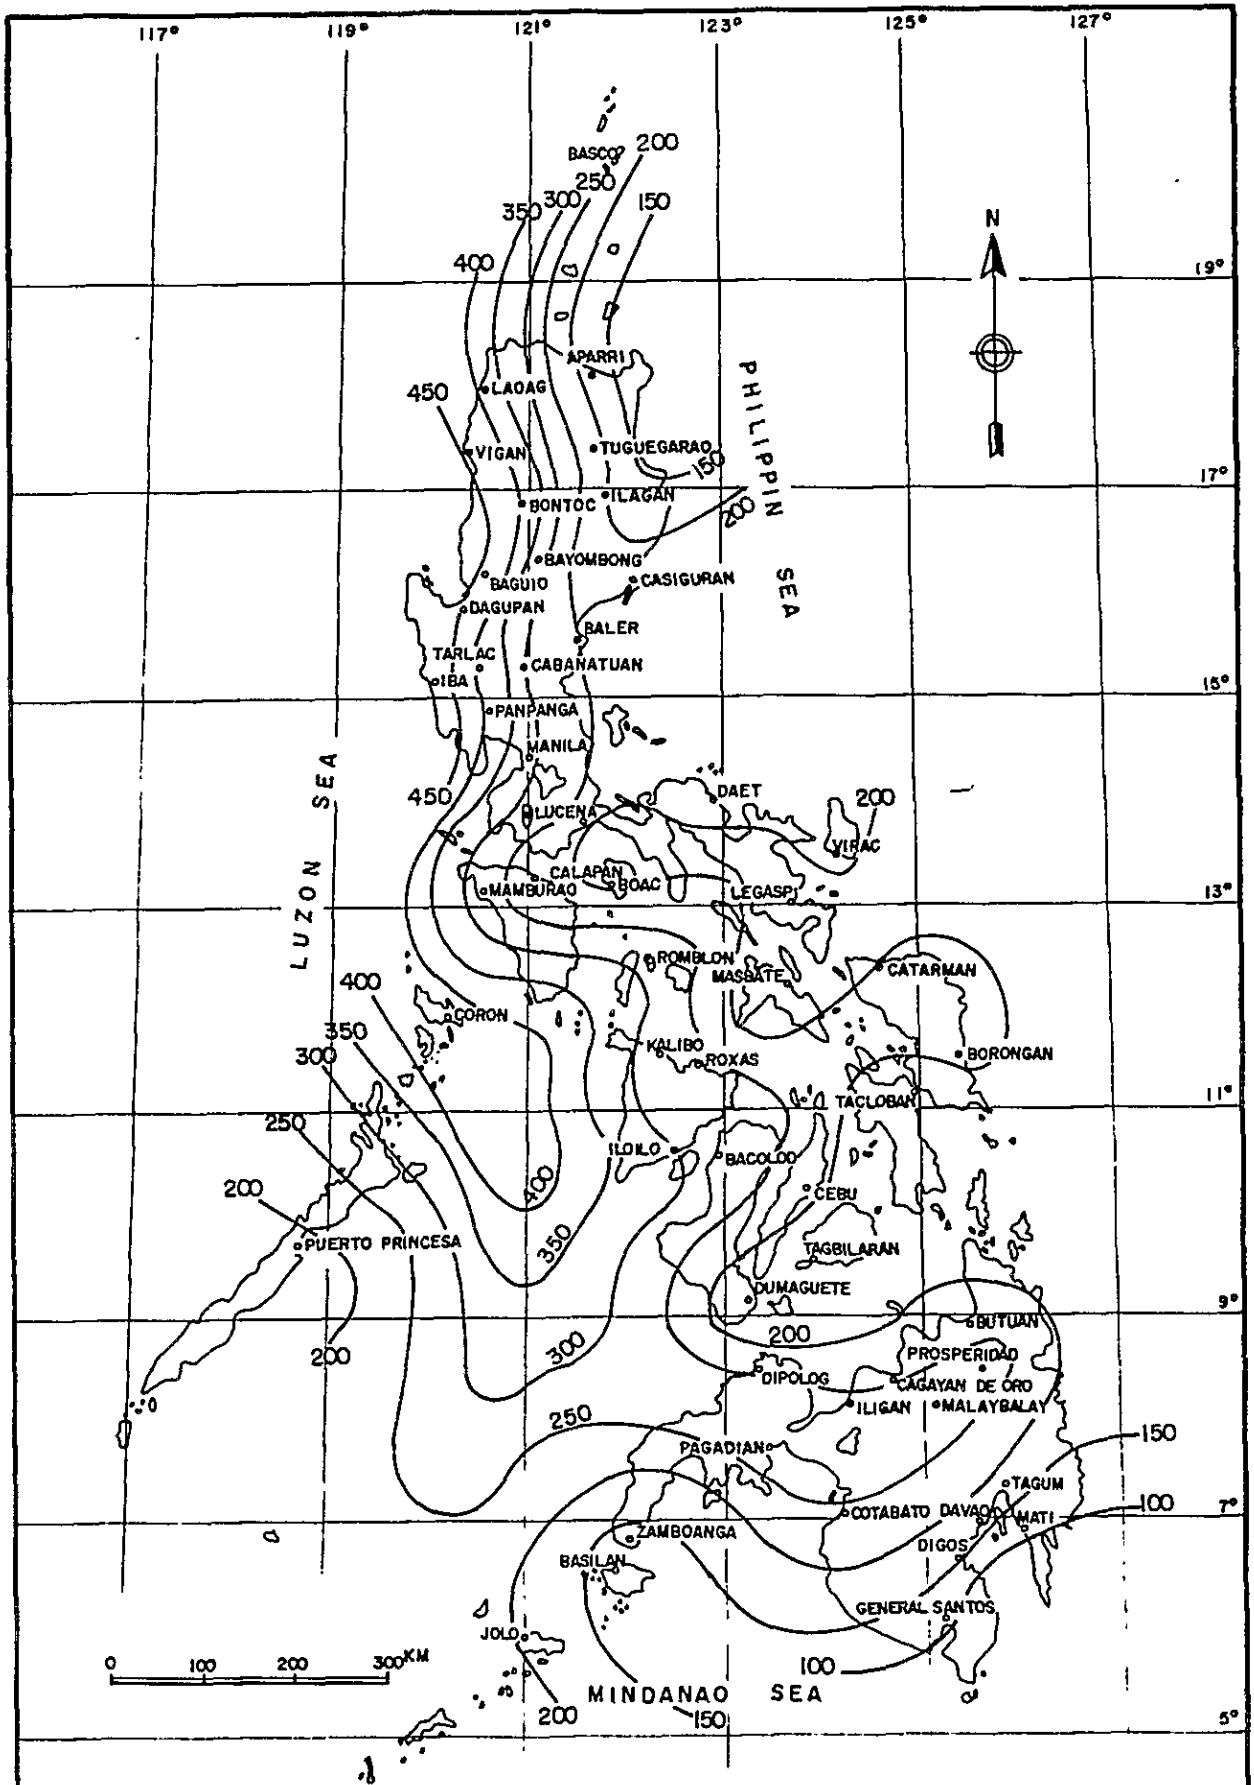 117° 119° 121° 123° 125° 127°
200
BASCO
250
300
150
350
N
400
19°
APARRI
PHILIPPIN SEA
LAOAG
450
VIGAN
TUGUEGARAO
150
17°
ILAGAN
BONTOC
200
BAYOMBONG
BAGUIO
CASIGURAN
DAGUPAN
BALER
TARLAC
CABANATUAN
IBA
15°
PANPANGA
MANILA
LUZON SEA
450
DAET
200
LUCENA
VIRAC
CALAPAN
BOAC
MAMBURAO
LEGASPI
13°
ROMBLON
CATARMAN
MASBATE
400
CORON
350
KALIBO
300
ROXAS
BORONGAN
TACLOBAN
11°
250
ILOILO
BACOLOD
400
200
CEBU
PUERTO PRINCESA
350
TAGBILARAN
DUMAGUETE
9°
BUTUAN
200
300
200
PROSPERIDAD
DIPOLOG
CAGAYAN DE ORO
ILIGAN
MALAYBALAY
250
150
PAGADIAN
TAGUM
100
COTABATO
DAVAO
MATI
7°
ZAMBOANGA
DIGOS
BASILAN
GENERAL SANTOS
JOLO
0 100 200 300KM
100
MINDANAO SEA
200
150
5°